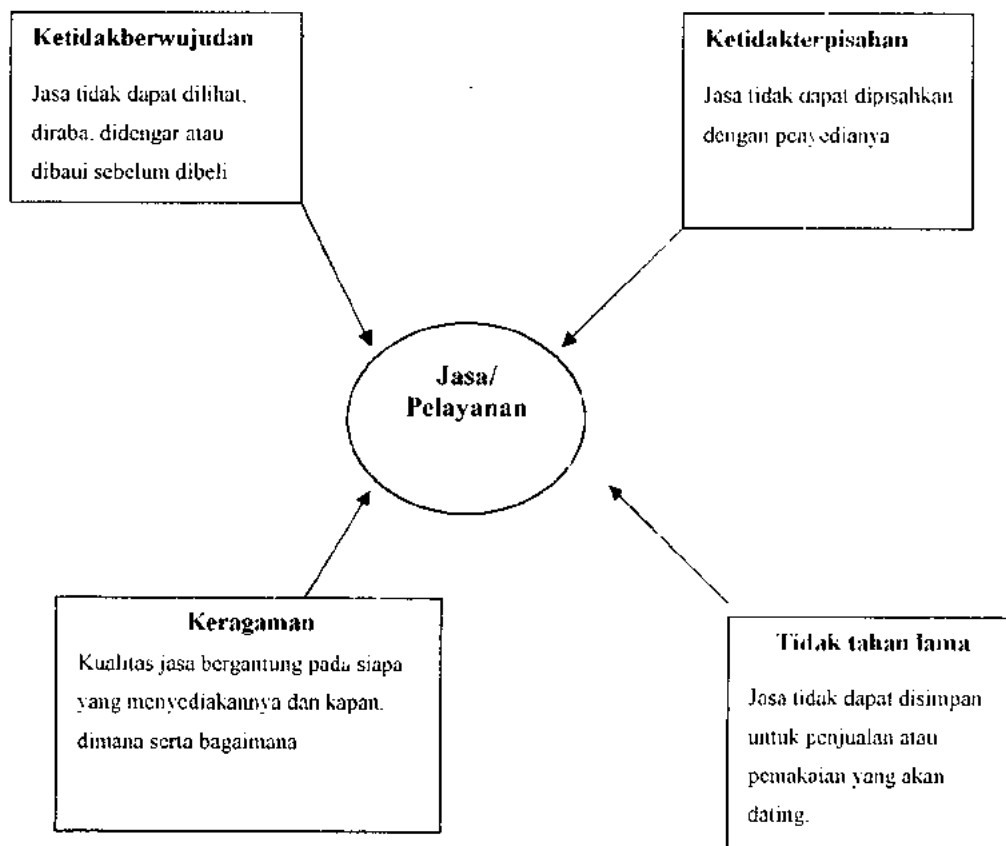 Ketidakberwujudan
Jasa tidak dapat dilihat,
diraba, didengar atau
dibaui sebelum dibeli
Ketidakterpisahan
Jasa tidak dapat dipisahkan
dengan penyedianya
Jasa/
Pelayanan
Keragaman
Kualitas jasa bergantung pada siapa
yang menyediakannya dan kapan,
dimana serta bagaimana
Tidak tahan lama
Jasa tidak dapat disimpan
untuk penjualan atau
pemakaian yang akan
dating.